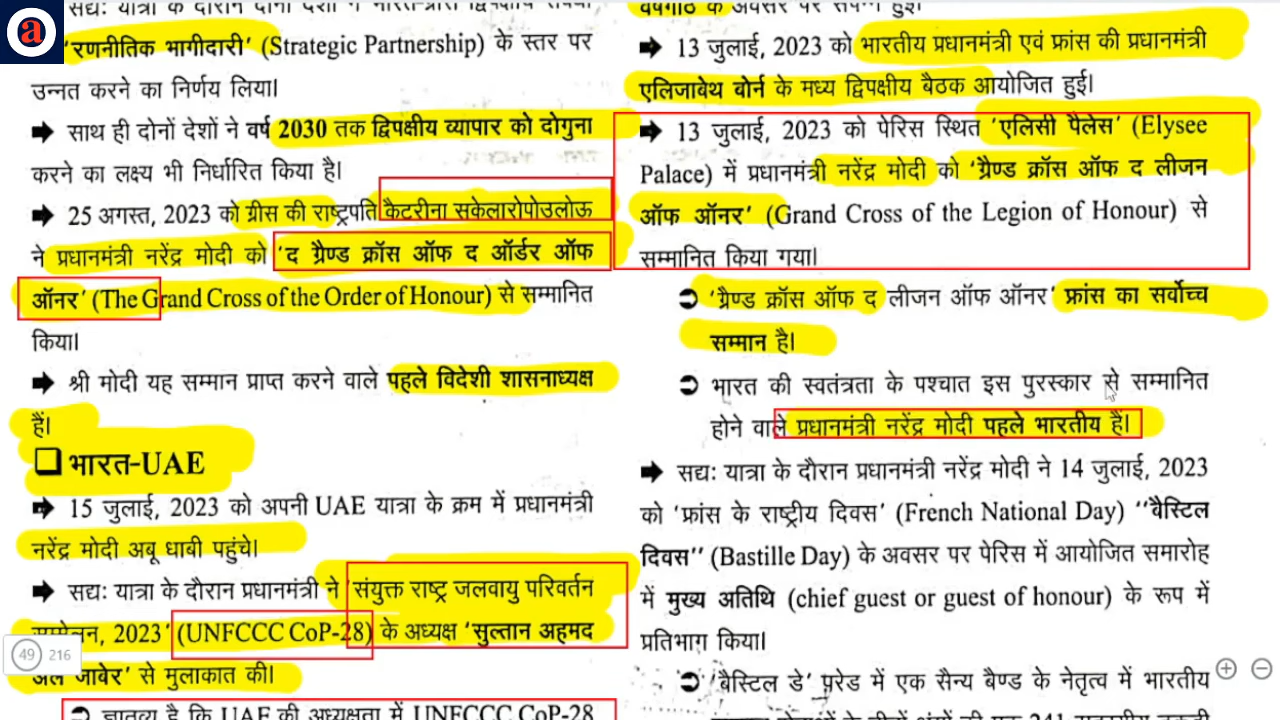 a
सद्यः यात्रा के दौरान दोनों देशों ने
'रणनीतिक भागीदारी' (Strategic Partnership) के स्तर पर
उन्नत करने का निर्णय लिया।
➡ साथ ही दोनों देशों ने वर्ष 2030 तक द्विपक्षीय व्यापार को दोगुना
करने का लक्ष्य भी निर्धारित किया है।
➡ 25 अगस्त, 2023 को ग्रीस की राष्ट्रपति कैटरीना सकेलारोपोउलोऊ
ने प्रधानमंत्री नरेंद्र मोदी को 'द ग्रैण्ड क्रॉस ऑफ द ऑर्डर ऑफ
ऑनर' (The Grand Cross of the Order of Honour) से सम्मानित
किया।
➡ श्री मोदी यह सम्मान प्राप्त करने वाले पहले विदेशी शासनाध्यक्ष
हैं।
❑ भारत-UAE
➡ 15 जुलाई, 2023 को अपनी UAE यात्रा के क्रम में प्रधानमंत्री
नरेंद्र मोदी अबू धाबी पहुंचे।
➡ सद्यः यात्रा के दौरान प्रधानमंत्री ने 'संयुक्त राष्ट्र जलवायु परिवर्तन
सम्मेलन, 2023' (UNFCCC CoP-28) के अध्यक्ष 'सुल्तान अहमद
अल जाबेर' से मुलाकात की।
➲ ज्ञातव्य है कि UAE की अध्यक्षता में UNFCCC CoP-28
49 216
वर्षगांठ के अवसर पर संपन्न हुई।
➡ 13 जुलाई, 2023 को भारतीय प्रधानमंत्री एवं फ्रांस की प्रधानमंत्री
एलिजाबेथ बोर्न के मध्य द्विपक्षीय बैठक आयोजित हुई।
➡ 13 जुलाई, 2023 को पेरिस स्थित 'एलिसी पैलेस' (Elysee
Palace) में प्रधानमंत्री नरेंद्र मोदी को 'ग्रैण्ड क्रॉस ऑफ द लीजन
ऑफ ऑनर' (Grand Cross of the Legion of Honour) से
सम्मानित किया गया।
➲ 'ग्रैण्ड क्रॉस ऑफ द लीजन ऑफ ऑनर' फ्रांस का सर्वोच्च
सम्मान है।
➲ भारत की स्वतंत्रता के पश्चात इस पुरस्कार से सम्मानित
होने वाले प्रधानमंत्री नरेंद्र मोदी पहले भारतीय हैं।
➡ सद्यः यात्रा के दौरान प्रधानमंत्री नरेंद्र मोदी ने 14 जुलाई, 2023
को 'फ्रांस के राष्ट्रीय दिवस' (French National Day) "बैस्टिल
दिवस" (Bastille Day) के अवसर पर पेरिस में आयोजित समारोह
में मुख्य अतिथि (chief guest or guest of honour) के रूप में
प्रतिभाग किया।
➲ 'बैस्टिल डे' परेड में एक सैन्य बैण्ड के नेतृत्व में भारतीय